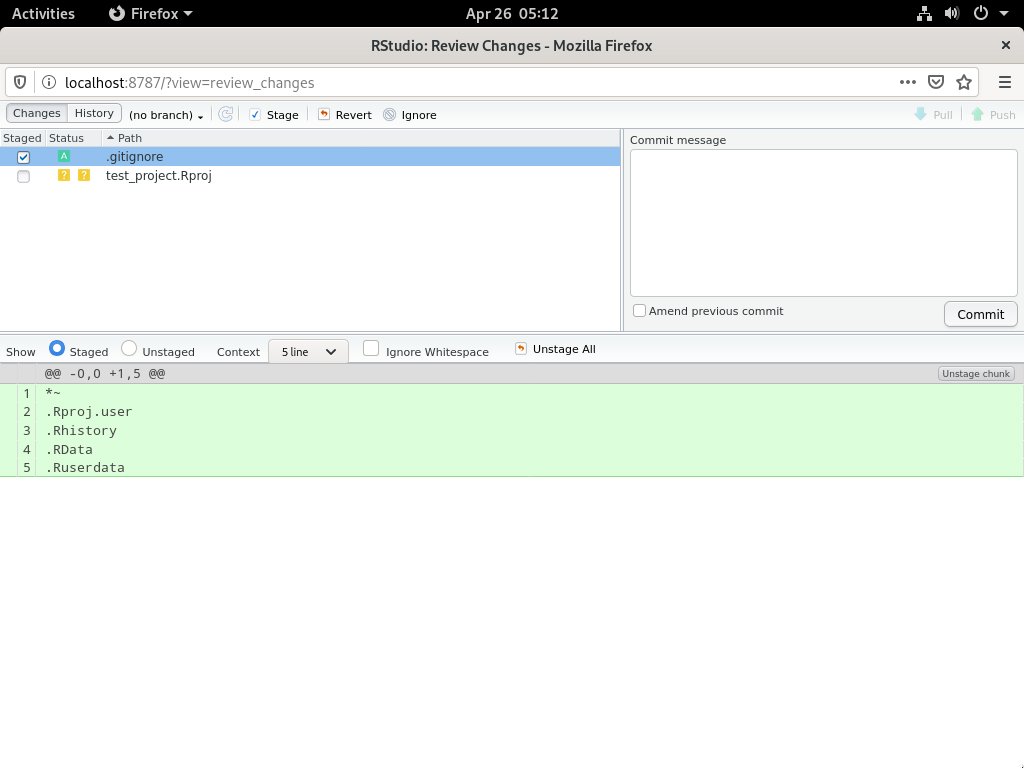 Activities Firefox Apr 26 05:12
RStudio: Review Changes - Mozilla Firefox ×
localhost:8787/?view=review_changes
Changes History (no branch) Stage Revert Ignore Pull Push
Staged Status Path
A .gitignore
? ? test_project.Rproj
Commit message
Amend previous commit
Commit
Show Staged Unstaged Context 5 line Ignore Whitespace Unstage All
@@ -0,0 +1,5 @@ Unstage chunk
1 *~
2 .Rproj.user
3 .Rhistory
4 .RData
5 .Ruserdata